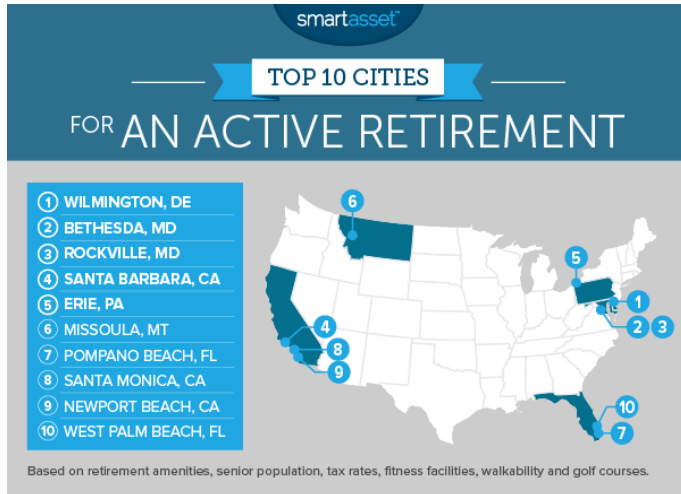 smartasset™
TOP 10 CITIES
FOR AN ACTIVE RETIREMENT
1 WILMINGTON, DE
2 BETHESDA, MD
3 ROCKVILLE, MD
4 SANTA BARBARA, CA
5 ERIE, PA
6 MISSOULA, MT
7 POMPANO BEACH, FL
8 SANTA MONICA, CA
9 NEWPORT BEACH, CA
10 WEST PALM BEACH, FL
6
5
1
2 3
4
8
9
10
7
Based on retirement amenities, senior population, tax rates, fitness facilities, walkability and golf courses.